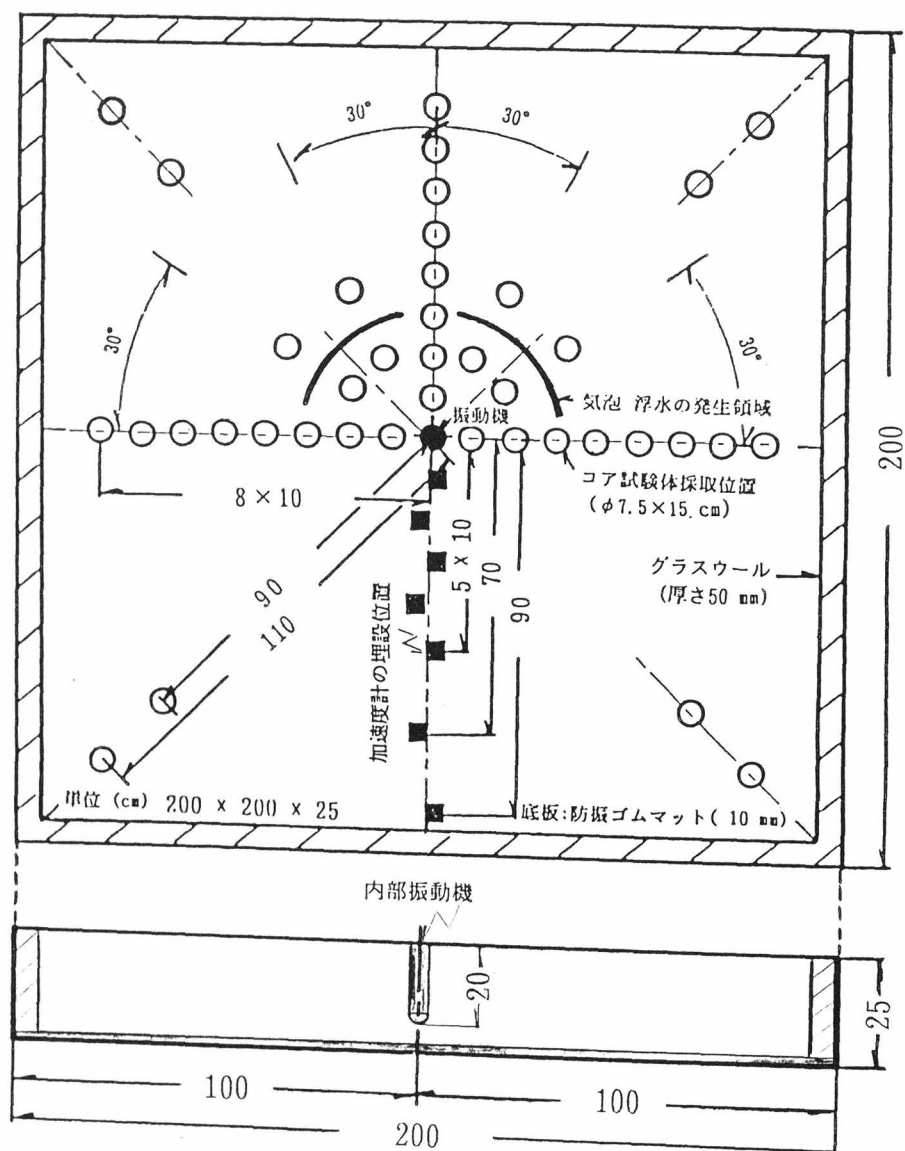 30°
30°
30°
30°
振動機
気泡 浮水の発生領域
コア試験体採取位置
(φ7.5×15.cm)
8×10
グラスウール
(厚さ50 mm)
200
5 x 10
70
90
加速度計の埋設位置
90
110
単位 (cm) 200 x 200 x 25
底板:防振ゴムマット( 10 mm)
内部振動機
20
25
100
100
200